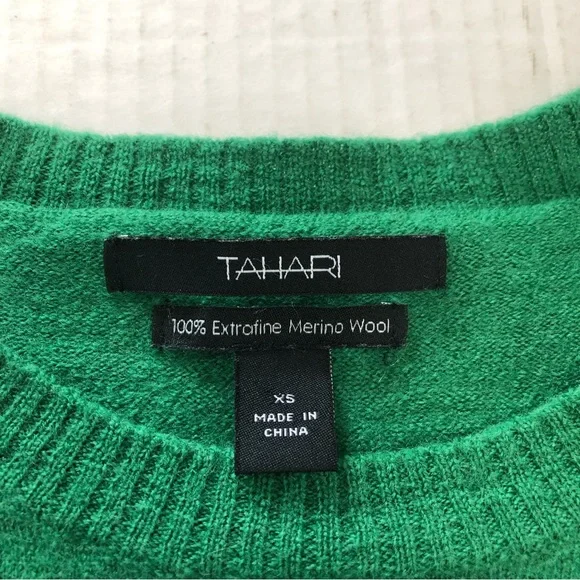 TAHARI
100% Extrafine Merino Wool
XS
MADE IN
CHINA